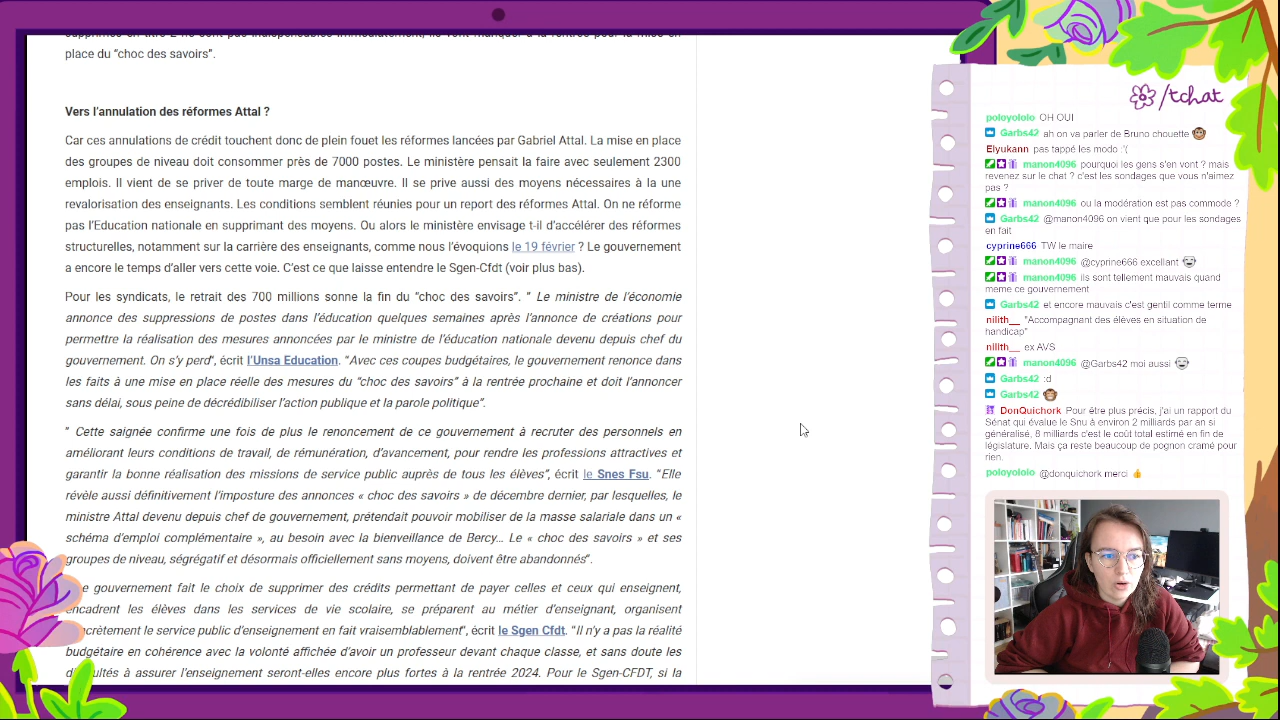 place du “choc des savoirs”.
Vers l’annulation des réformes Attal ?
Car ces annulations de crédit touchent donc de plein fouet les réformes lancées par Gabriel Attal. La mise en place
des groupes de niveau doit consommer près de 7000 postes. Le ministère pensait la faire avec seulement 2300
emplois. Il vient de se priver de toute marge de manœuvre. Il se prive aussi des moyens nécessaires à la une
revalorisation des enseignants. Les conditions semblent réunies pour un report des réformes Attal. On ne réforme
pas l’Education nationale en supprimant des moyens. Ou alors le ministère envisage t-il d’accélérer des réformes
structurelles, notamment sur la carrière des enseignants, comme nous l’évoquions le 19 février ? Le gouvernement
a encore le temps d’aller vers cette voie. C’est ce que laisse entendre le Sgen-Cfdt (voir plus bas).
Pour les syndicats, le retrait des 700 millions sonne la fin du “choc des savoirs”. “ Le ministre de l’économie
annonce des suppressions de postes dans l’éducation quelques semaines après l’annonce de créations pour
permettre la réalisation des mesures annoncées par le ministre de l’éducation nationale devenu depuis chef du
gouvernement. On s’y perd“, écrit l’Unsa Education. “Avec ces coupes budgétaires, le gouvernement renonce dans
les faits à une mise en place réelle des mesures du “choc des savoirs” à la rentrée prochaine et doit l’annoncer
sans délai, sous peine de décrédibiliser l’action publique et la parole politique”.
“ Cette saignée confirme une fois de plus le renoncement de ce gouvernement à recruter des personnels en
améliorant leurs conditions de travail, de rémunération, d’avancement, pour rendre les professions attractives et
garantir la bonne réalisation des missions de service public auprès de tous les élèves”, écrit le Snes Fsu. “Elle
révèle aussi définitivement l’imposture des annonces « choc des savoirs » de décembre dernier, par lesquelles, le
ministre Attal devenu depuis chef de gouvernement, prétendait pouvoir mobiliser de la masse salariale dans un «
schéma d’emploi complémentaire », au besoin avec la bienveillance de Bercy… Le « choc des savoirs » et ses
groupes de niveau, ségrégatif et désormais officiellement sans moyens, doivent être abandonnés“.
gouvernement fait le choix de supprimer des crédits permettant de payer celles et ceux qui enseignent,
encadrent les élèves dans les services de vie scolaire, se préparent au métier d’enseignant, organisent
concrètement le service public d’enseignement en fait vraisemblablement“, écrit le Sgen Cfdt. “Il n’y a pas la réalité
budgétaire en cohérence avec la volonté affichée d’avoir un professeur devant chaque classe, et sans doute les
difficultés à assurer l’enseignement seront-elles encore plus fortes à la rentrée 2024. Pour le Sgen-CFDT, si la
/tchat
poloyololo OH OUI
Garbs42 ah on va parler de Bruno chouette
Elyukann pas tappé les modo :'(
manon4096 pourquoi les gens s'en vont ? mais
revenez sur le chat ? c'est les sondages que vous n'aimez
pas ?
manon4096 ou la modération est pas commode ?
Garbs42 @manon4096 on vient que pour les sondages
en fait
cyprine666 TW le maire
manon4096 @cyprine666 excellant
manon4096 ils sont tellement mauvais quand
meme ce gouvernement
Garbs42 et encore mauvais c'est gentil comme terme
nilith__ "Accompagnant des élèves en situation de
handicap"
nilith__ ex AVS
manon4096 @Garbs42 moi aussi
Garbs42 :d
Garbs42
DonQuichork Pour être plus précis, j'ai un rapport du
Sénat qui évalue le Snu à environ 2 milliards par an si
généralisé, 8 milliards c'est le coût total estimé en fin de
législature. Mais ça reste beaucoup de pognon cramé pour
rien.
poloyololo @donquichork merci